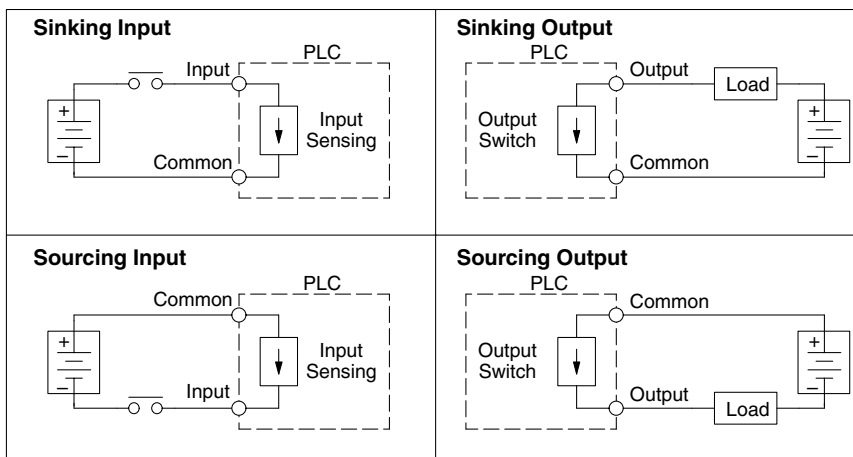 Sinking Input
PLC
Input
+
Input
Sensing
–
Common
Sinking Output
PLC
Output
Load
+
Output
Switch
–
Common
Sourcing Input
PLC
Common
+
Input
Sensing
–
Input
Sourcing Output
PLC
Common
+
Output
Switch
–
Output
Load